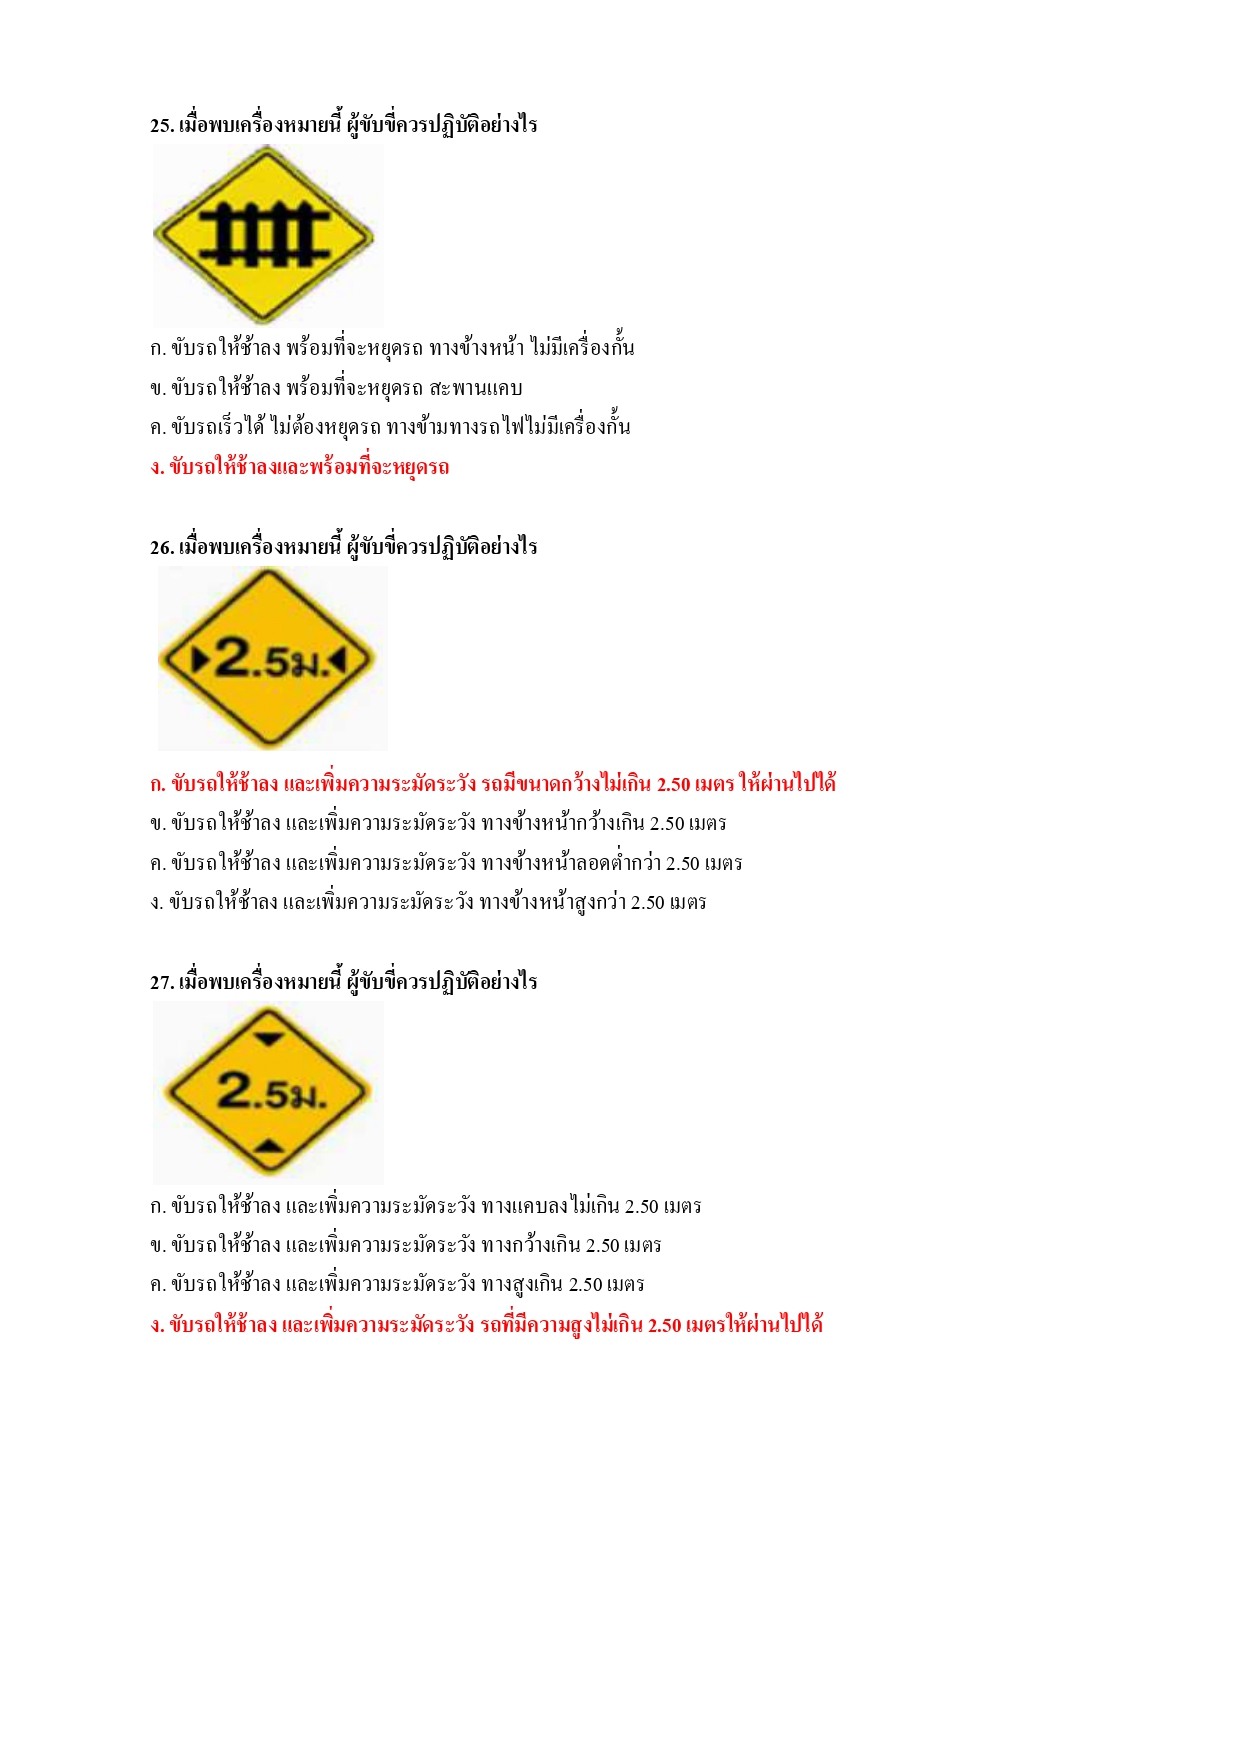 25. เมื่อพบเครื่องหมายนี้ ผู้ขับขี่ควรปฏิบัติอย่างไร
ก. ขับรถให้ช้าลง พร้อมที่จะหยุดรถ ทางข้างหน้า ไม่มีเครื่องกั้น
ข. ขับรถให้ช้าลง พร้อมที่จะหยุดรถ สะพานแคบ
ค. ขับรถเร็วได้ ไม่ต้องหยุดรถ ทางข้ามทางรถไฟไม่มีเครื่องกั้น
ง. ขับรถให้ช้าลงและพร้อมที่จะหยุดรถ
26. เมื่อพบเครื่องหมายนี้ ผู้ขับขี่ควรปฏิบัติอย่างไร
2.5ม.
ก. ขับรถให้ช้าลง และเพิ่มความระมัดระวัง รถมีขนาดกว้างไม่เกิน 2.50 เมตร ให้ผ่านไปได้
ข. ขับรถให้ช้าลง และเพิ่มความระมัดระวัง ทางข้างหน้ากว้างเกิน 2.50 เมตร
ค. ขับรถให้ช้าลง และเพิ่มความระมัดระวัง ทางข้างหน้าลอดต่ำกว่า 2.50 เมตร
ง. ขับรถให้ช้าลง และเพิ่มความระมัดระวัง ทางข้างหน้าสูงกว่า 2.50 เมตร
27. เมื่อพบเครื่องหมายนี้ ผู้ขับขี่ควรปฏิบัติอย่างไร
2.5ม.
ก. ขับรถให้ช้าลง และเพิ่มความระมัดระวัง ทางแคบลงไม่เกิน 2.50 เมตร
ข. ขับรถให้ช้าลง และเพิ่มความระมัดระวัง ทางกว้างเกิน 2.50 เมตร
ค. ขับรถให้ช้าลง และเพิ่มความระมัดระวัง ทางสูงเกิน 2.50 เมตร
ง. ขับรถให้ช้าลง และเพิ่มความระมัดระวัง รถที่มีความสูงไม่เกิน 2.50 เมตรให้ผ่านไปได้